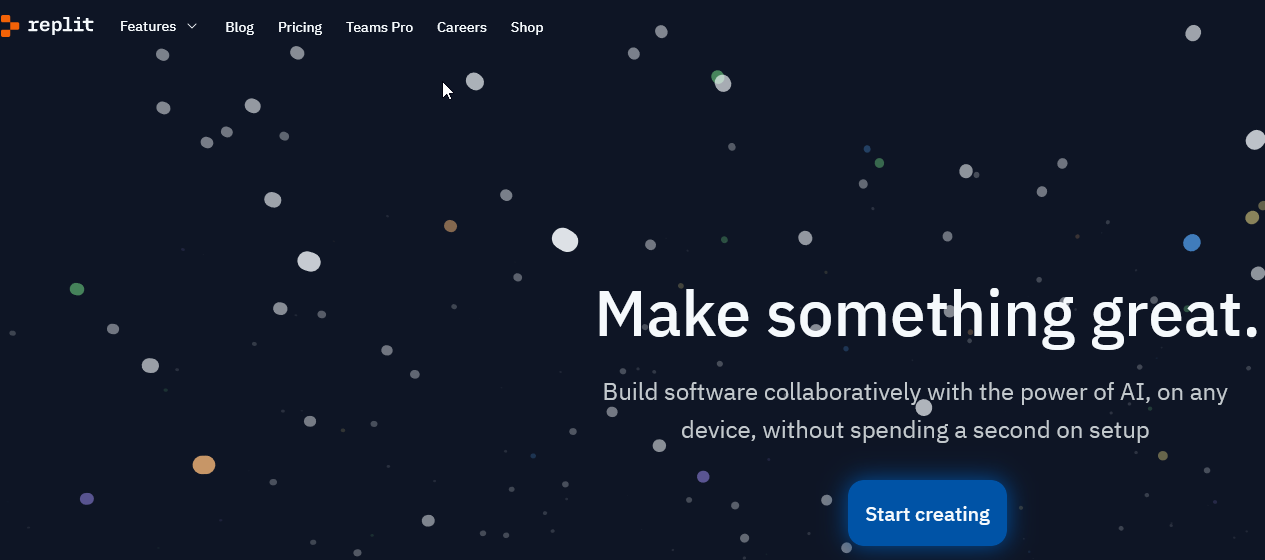 replit Features Blog Pricing Teams Pro Careers Shop
Make something great.
Build software collaboratively with the power of AI, on any
device, without spending a second on setup
Start creating